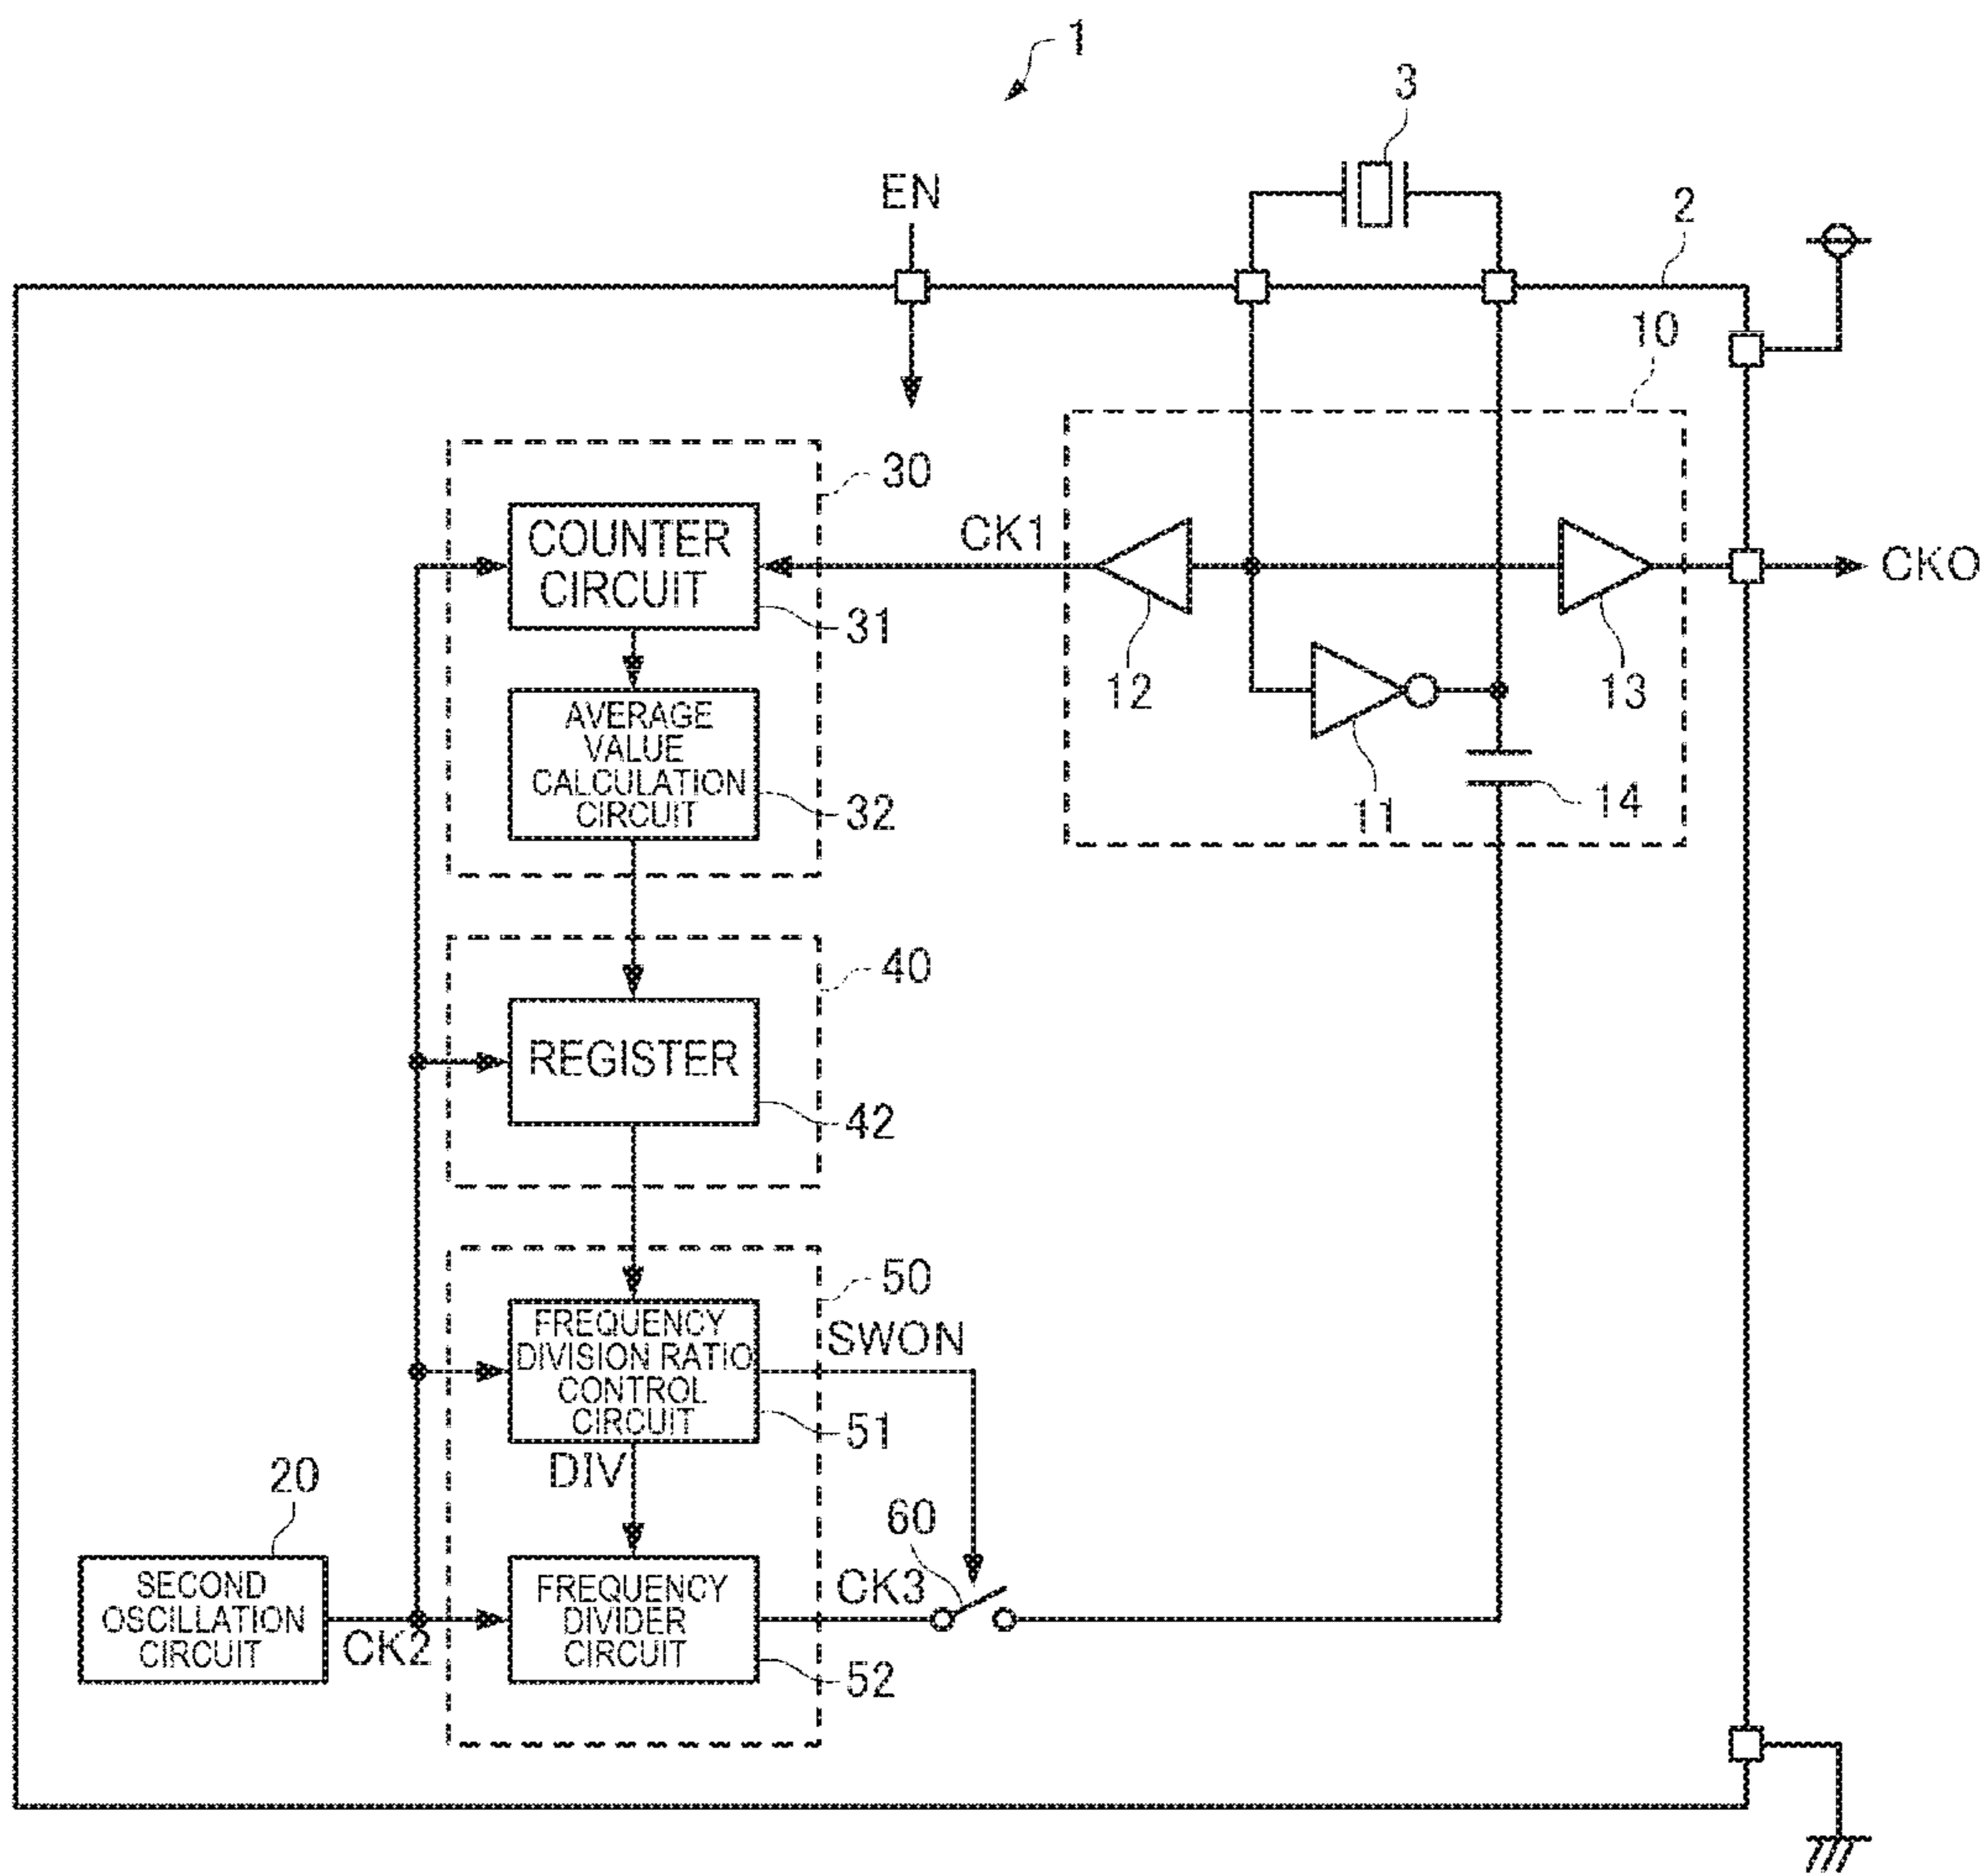 1
3
EN
2
10
30
COUNTER
CIRCUIT
CK1
CKO
31
12
13
AVERAGE
VALUE
CALCULATION
CIRCUIT
32
11
14
40
REGISTER
42
50
FREQUENCY
DIVISION RATIO
CONTROL
CIRCUIT
SWON
51
DIV
20
60
SECOND
OSCILLATION
CIRCUIT
CK2
FREQUENCY
DIVIDER
CIRCUIT
CK3
52